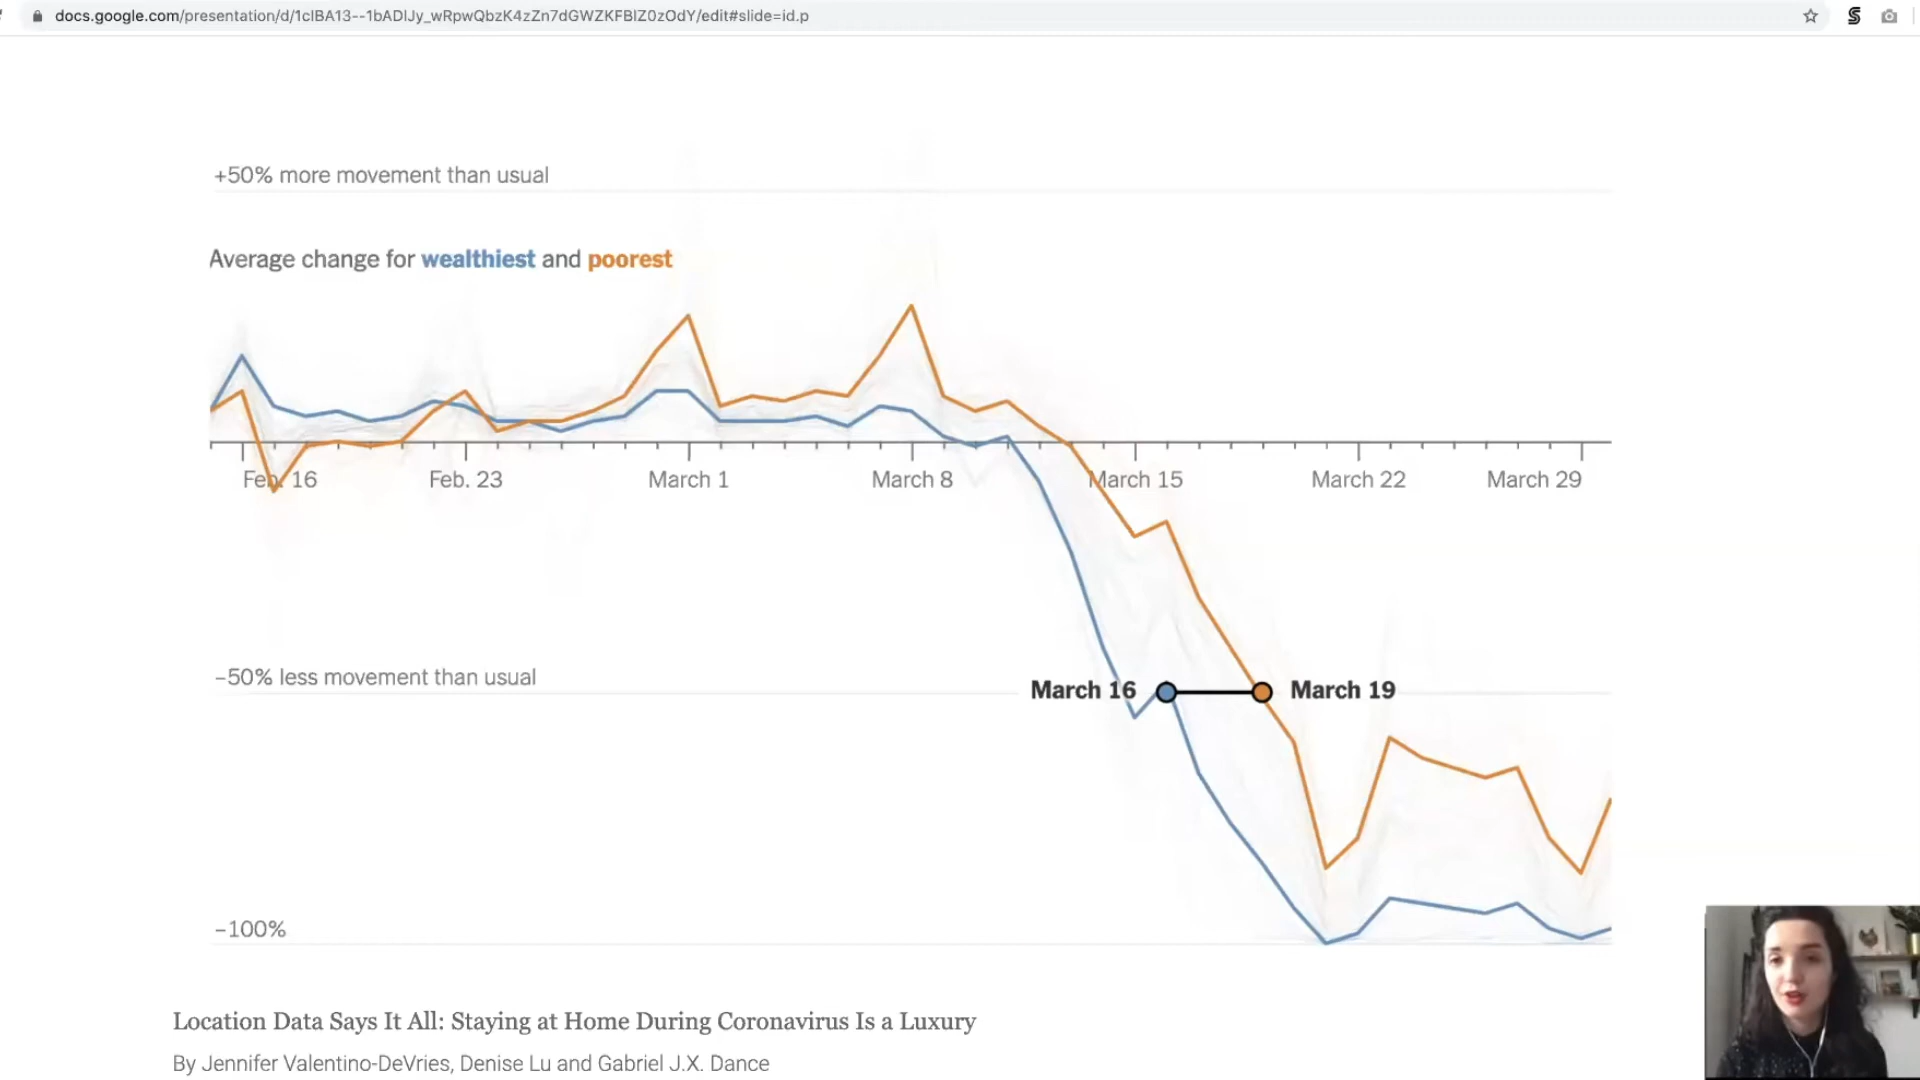 docs.google.com/presentation/d/1clBA13--1bADlJy_wRpwQbzK4zZn7dGWZKFBlZ0zOdY/edit#slide=id.p
+50% more movement than usual
Average change for wealthiest and poorest
Feb. 16
Feb. 23
March 1
March 8
March 15
March 22
March 29
−50% less movement than usual
March 16
March 19
−100%
Location Data Says It All: Staying at Home During Coronavirus Is a Luxury
By Jennifer Valentino-DeVries, Denise Lu and Gabriel J.X. Dance